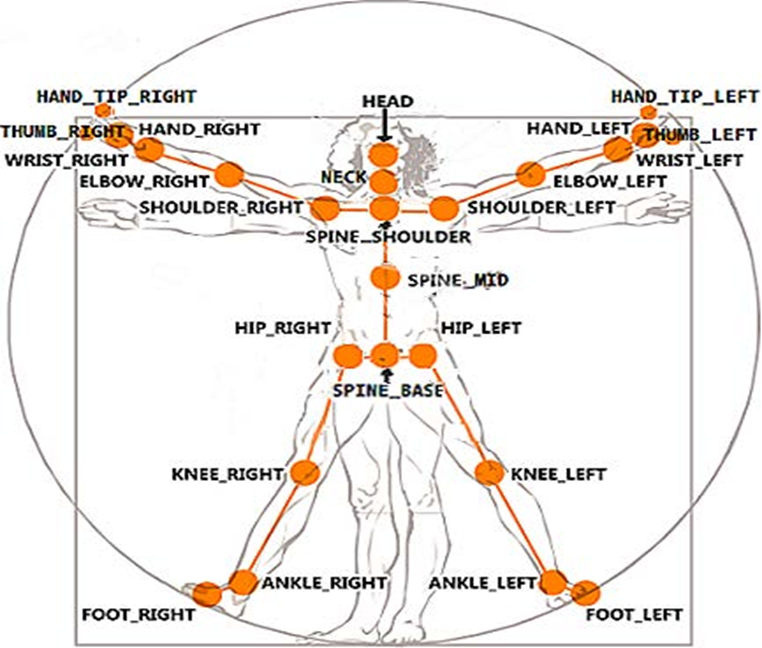 HAND_TIP_RIGHT
HEAD
HAND_TIP_LEFT
THUMB_RIGHT
HAND_RIGHT
HAND_LEFT
THUMB_LEFT
WRIST_RIGHT
WRIST_LEFT
NECK
ELBOW_RIGHT
ELBOW_LEFT
SHOULDER_RIGHT
SHOULDER_LEFT
SPINE_SHOULDER
SPINE_MID
HIP_RIGHT
HIP_LEFT
SPINE_BASE
KNEE_RIGHT
KNEE_LEFT
ANKLE_RIGHT
ANKLE_LEFT
FOOT_RIGHT
FOOT_LEFT